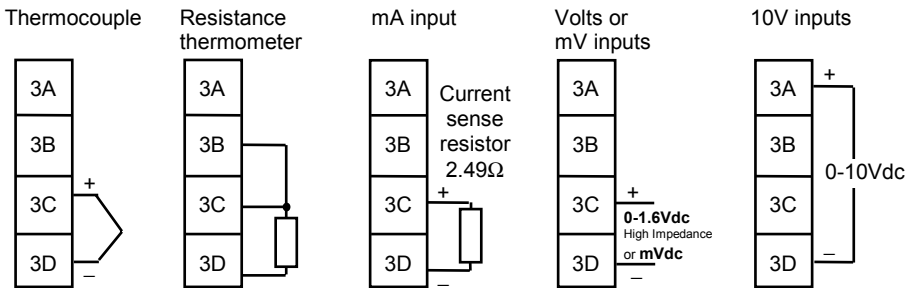 Thermocouple
3A
3B
+
3C
3D
–
Resistance
thermometer
3A
3B
3C
3D
mA input
3A
3B
Current
sense
resistor
2.49Ω
+
3C
3D
–
Volts or
mV inputs
3A
3B
+
3C
0-1.6Vdc
High Impedance
or mVdc
3D
–
10V inputs
+
3A
3B
0-10Vdc
3C
–
3D